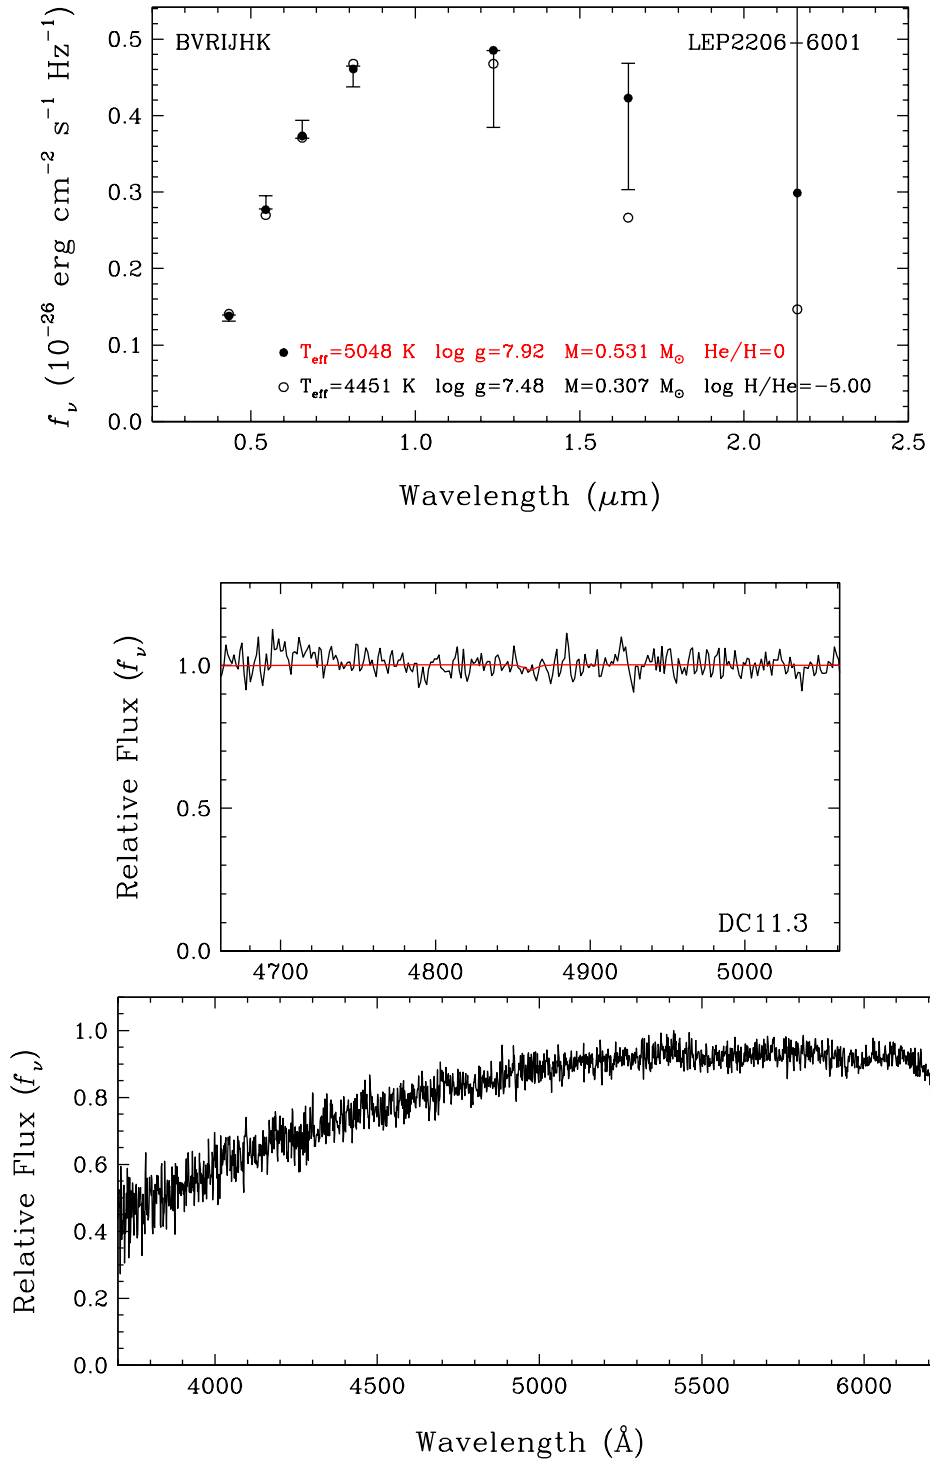 BVRIJHK LEP2206−6001
f_ν (10⁻²⁶ erg cm⁻² s⁻¹ Hz⁻¹)
0.5
0.4
0.3
0.2
0.1
0.0
T_eff=5048 K log g=7.92 M=0.531 M_⊙ He/H=0
T_eff=4451 K log g=7.48 M=0.307 M_⊙ log H/He=−5.00
0.5 1.0 1.5 2.0 2.5
Wavelength (μm)
Relative Flux (f_ν)
1.0
0.5
0.0
DC11.3
4700 4800 4900 5000
Relative Flux (f_ν)
1.0
0.8
0.6
0.4
0.2
0.0
4000 4500 5000 5500 6000
Wavelength (Å)